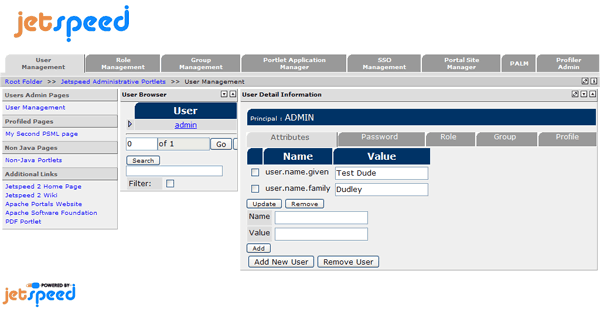 jetspeed
User Management
Role Management
Group Management
Portlet Application Manager
SSO Management
Portal Site Manager
PALM
Profiler Admin
Root Folder >> Jetspeed Administrative Portlets >> User Management
Users Admin Pages
User Management
Profiled Pages
My Second PSML page
Non Java Pages
Non-Java Portlets
Additional Links
Jetspeed 2 Home Page
Jetspeed 2 Wiki
Apache Portals Website
Apache Software Foundation
PDF Portlet
User Browser
User
admin
0 of 1 Go
Search
Filter:
User Detail Information
Principal : ADMIN
Attributes Password Role Group Profile
Name Value
user.name.given Test Dude
user.name.family Dudley
Update Remove
Name
Value
Add
Add New User Remove User
POWERED BY
jetspeed